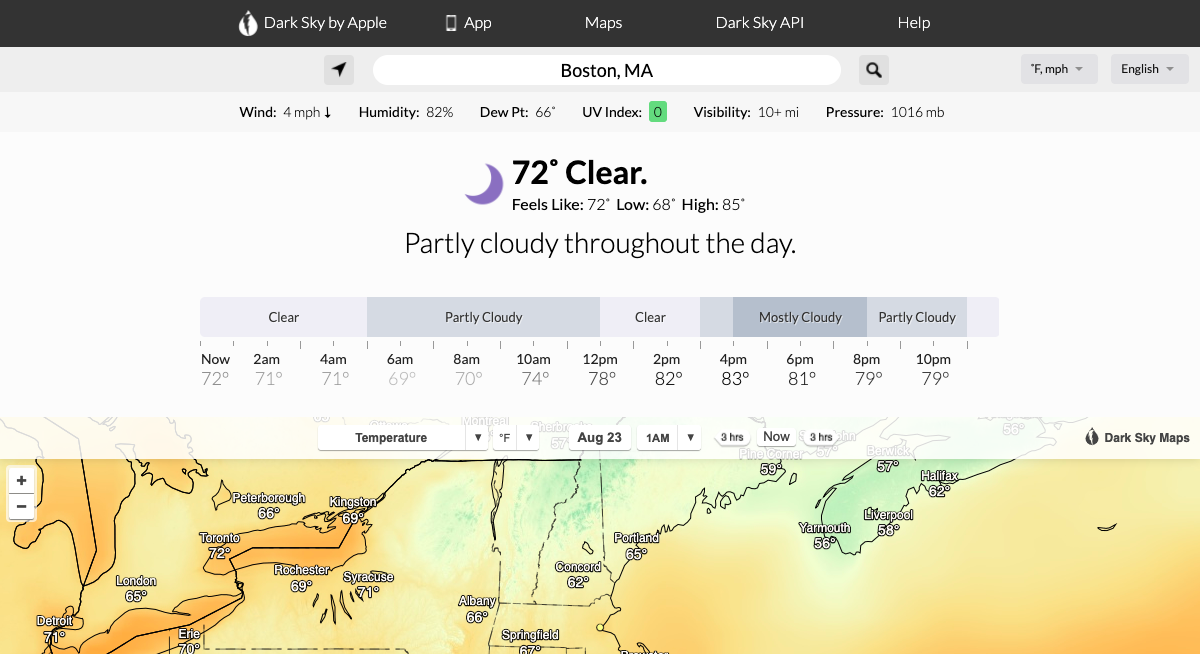 Dark Sky by Apple App Maps Dark Sky API Help
Boston, MA ˚F, mph English
Wind: 4 mph ↓ Humidity: 82% Dew Pt: 66˚ UV Index: 0 Visibility: 10+ mi Pressure: 1016 mb
72˚ Clear.
Feels Like: 72˚ Low: 68˚ High: 85˚
Partly cloudy throughout the day.
Clear Partly Cloudy Clear Mostly Cloudy Partly Cloudy
Now 2am 4am 6am 8am 10am 12pm 2pm 4pm 6pm 8pm 10pm
72° 71° 71° 69° 70° 74° 78° 82° 83° 81° 79° 79°
Montreal
56°
Temperature ▼ °F ▼ Aug 23 1AM ▼ 3 hrs Now 3 hrs Dark Sky Maps
Pine Corner
59°
Berwick
57°
Halifax
62°
+
−
Peterborough
66°
Kingston
69°
Liverpool
58°
Yarmouth
56°
Toronto
72°
Portland
65°
Rochester
69°
Syracuse
71°
Concord
62°
London
65°
Albany
66°
Detroit
71°
Erie
70°
Springfield
67°